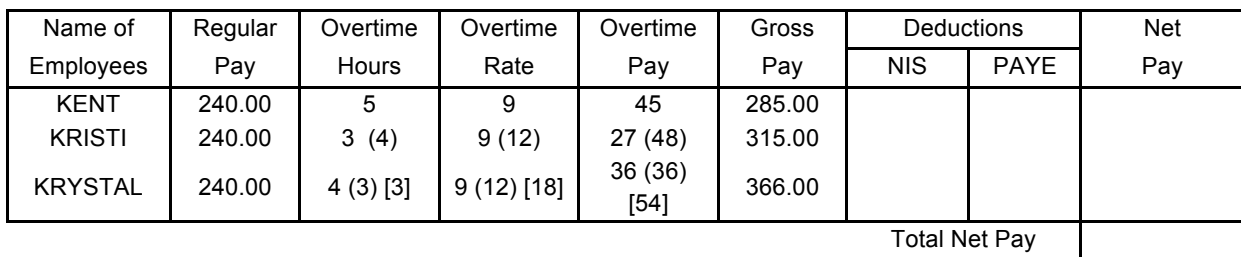 Name of Regular Overtime Overtime Overtime Gross Deductions Net
Employees Pay Hours Rate Pay Pay NIS PAYE Pay
KENT 240.00 5 9 45 285.00
KRISTI 240.00 3 (4) 9 (12) 27 (48) 315.00
KRYSTAL 240.00 4 (3) [3] 9 (12) [18] 36 (36) 366.00
[54]
Total Net Pay